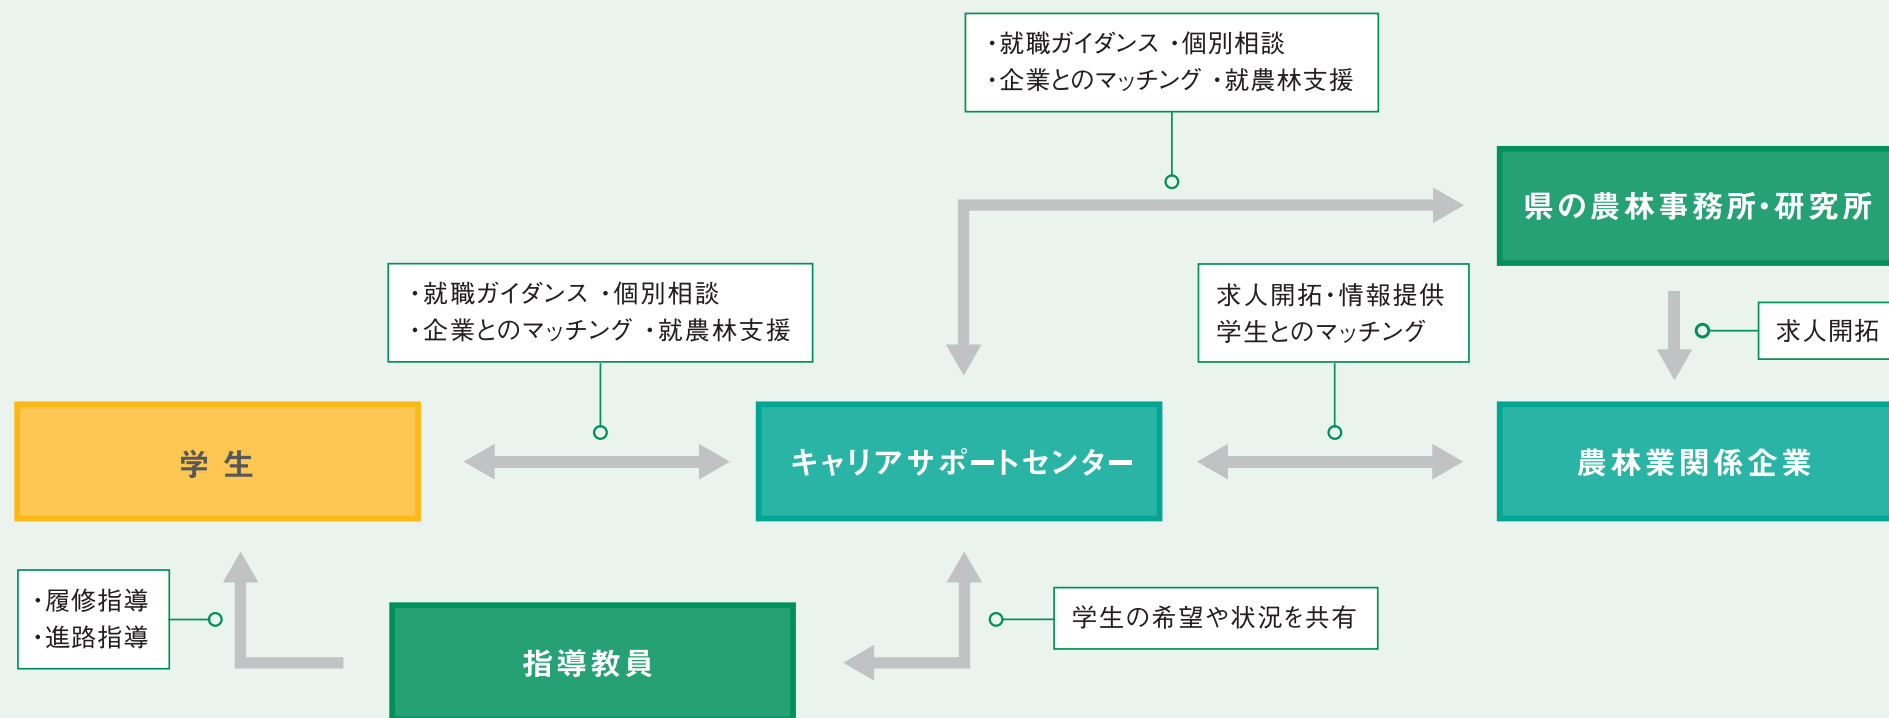 ・就職ガイダンス ・個別相談
・企業とのマッチング ・就農林支援
県の農林事務所・研究所
・就職ガイダンス ・個別相談
・企業とのマッチング ・就農林支援
求人開拓・情報提供
学生とのマッチング
求人開拓
学生
キャリアサポートセンター
農林業関係企業
・履修指導
・進路指導
指導教員
学生の希望や状況を共有